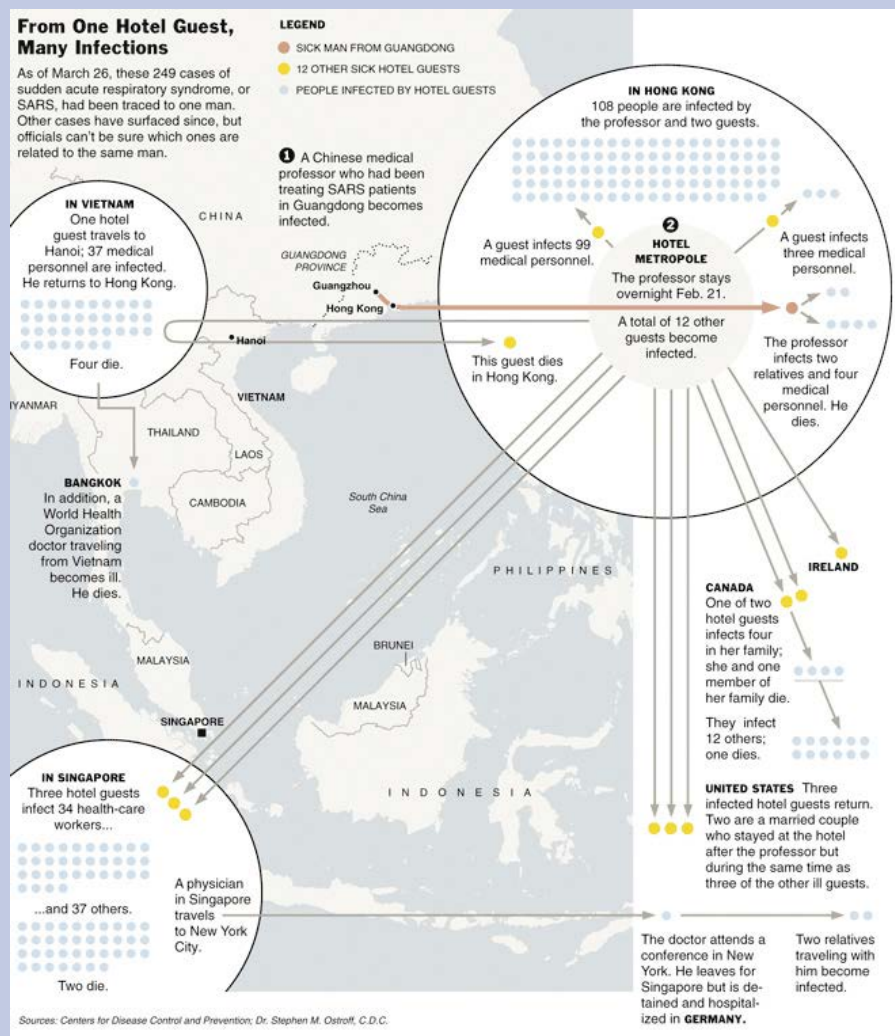 From One Hotel Guest,
Many Infections
As of March 26, these 249 cases of
sudden acute respiratory syndrome, or
SARS, had been traced to one man.
Other cases have surfaced since, but
officials can't be sure which ones are
related to the same man.
LEGEND
SICK MAN FROM GUANGDONG
12 OTHER SICK HOTEL GUESTS
PEOPLE INFECTED BY HOTEL GUESTS
1 A Chinese medical
professor who had been
treating SARS patients
in Guangdong becomes
infected.
IN HONG KONG
108 people are infected by
the professor and two guests.
A guest infects 99
medical personnel.
2
HOTEL
METROPOLE
The professor stays
overnight Feb. 21.
A total of 12 other
guests become
infected.
A guest infects
three medical
personnel.
The professor
infects two
relatives and four
medical
personnel. He
dies.
This guest dies
in Hong Kong.
IN VIETNAM
One hotel
guest travels to
Hanoi; 37 medical
personnel are infected.
He returns to Hong Kong.
Four die.
CHINA
GUANGDONG
PROVINCE
Guangzhou
Hong Kong
Hanoi
VIETNAM
MYANMAR
THAILAND
LAOS
CAMBODIA
South China
Sea
BANGKOK
In addition, a
World Health
Organization
doctor traveling
from Vietnam
becomes ill.
He dies.
PHILIPPINES
BRUNEI
MALAYSIA
MALAYSIA
INDONESIA
SINGAPORE
INDONESIA
IRELAND
CANADA
One of two
hotel guests
infects four
in her family;
she and one
member of
her family die.
They infect
12 others;
one dies.
UNITED STATES Three
infected hotel guests return.
Two are a married couple
who stayed at the hotel
after the professor but
during the same time as
three of the other ill guests.
IN SINGAPORE
Three hotel guests
infect 34 health-care
workers...
...and 37 others.
Two die.
A physician
in Singapore
travels
to New York
City.
The doctor attends a
conference in New
York. He leaves for
Singapore but is de-
tained and hospital-
ized in GERMANY.
Two relatives
traveling with
him become
infected.
Sources: Centers for Disease Control and Prevention; Dr. Stephen M. Ostroff, C.D.C.